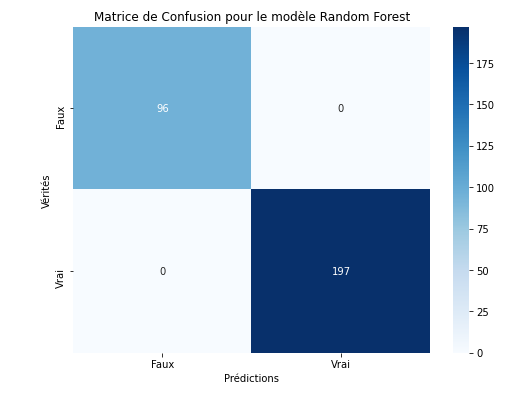 Matrice de Confusion pour le modèle Random Forest
Faux
Vrai
Vérités
96
0
0
197
Faux
Vrai
Prédictions
175
150
125
100
75
50
25
0